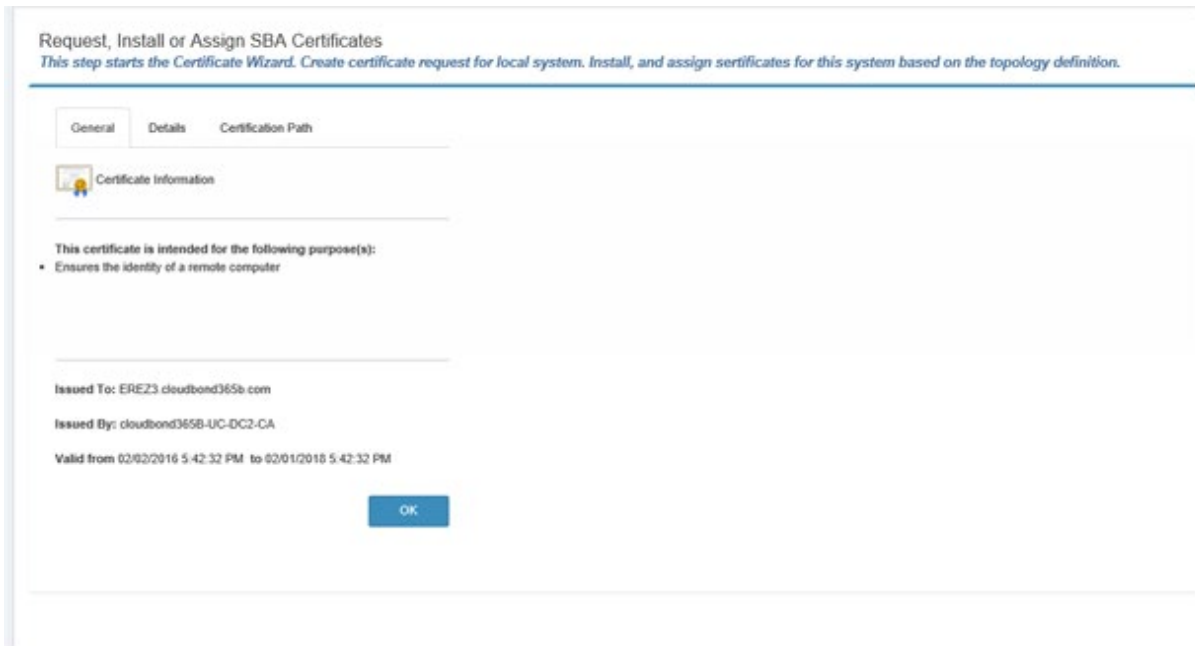 Request, Install or Assign SBA Certificates
This step starts the Certificate Wizard. Create certificate request for local system. Install, and assign sertificates for this system based on the topology definition.
General Details Certification Path
Certificate Information
This certificate is intended for the following purpose(s):
• Ensures the identity of a remote computer
Issued To: EREZ3.cloudbond365b.com
Issued By: cloudbond365B-UC-DC2-CA
Valid from 02/02/2016 5:42:32 PM to 02/01/2018 5:42:32 PM
OK